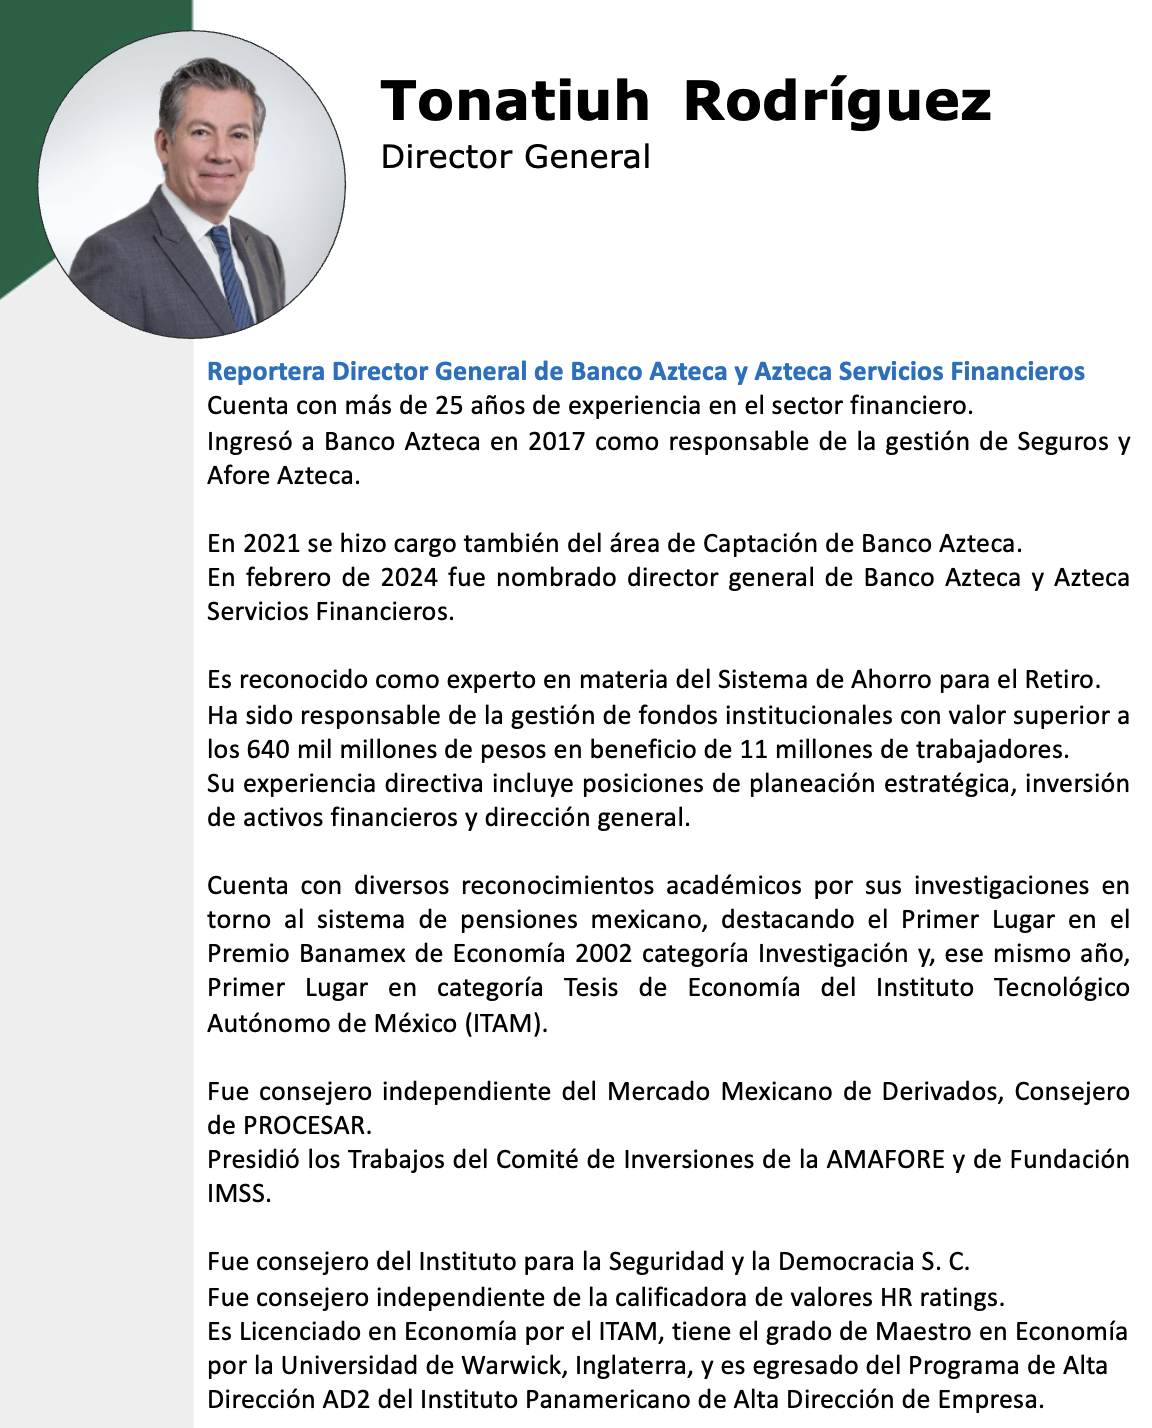 Tonatiuh Rodríguez
Director General
Reportera Director General de Banco Azteca y Azteca Servicios Financieros
Cuenta con más de 25 años de experiencia en el sector financiero.
Ingresó a Banco Azteca en 2017 como responsable de la gestión de Seguros y
Afore Azteca.
En 2021 se hizo cargo también del área de Captación de Banco Azteca.
En febrero de 2024 fue nombrado director general de Banco Azteca y Azteca
Servicios Financieros.
Es reconocido como experto en materia del Sistema de Ahorro para el Retiro.
Ha sido responsable de la gestión de fondos institucionales con valor superior a
los 640 mil millones de pesos en beneficio de 11 millones de trabajadores.
Su experiencia directiva incluye posiciones de planeación estratégica, inversión
de activos financieros y dirección general.
Cuenta con diversos reconocimientos académicos por sus investigaciones en
torno al sistema de pensiones mexicano, destacando el Primer Lugar en el
Premio Banamex de Economía 2002 categoría Investigación y, ese mismo año,
Primer Lugar en categoría Tesis de Economía del Instituto Tecnológico
Autónomo de México (ITAM).
Fue consejero independiente del Mercado Mexicano de Derivados, Consejero
de PROCESAR.
Presidió los Trabajos del Comité de Inversiones de la AMAFORE y de Fundación
IMSS.
Fue consejero del Instituto para la Seguridad y la Democracia S. C.
Fue consejero independiente de la calificadora de valores HR ratings.
Es Licenciado en Economía por el ITAM, tiene el grado de Maestro en Economía
por la Universidad de Warwick, Inglaterra, y es egresado del Programa de Alta
Dirección AD2 del Instituto Panamericano de Alta Dirección de Empresa.